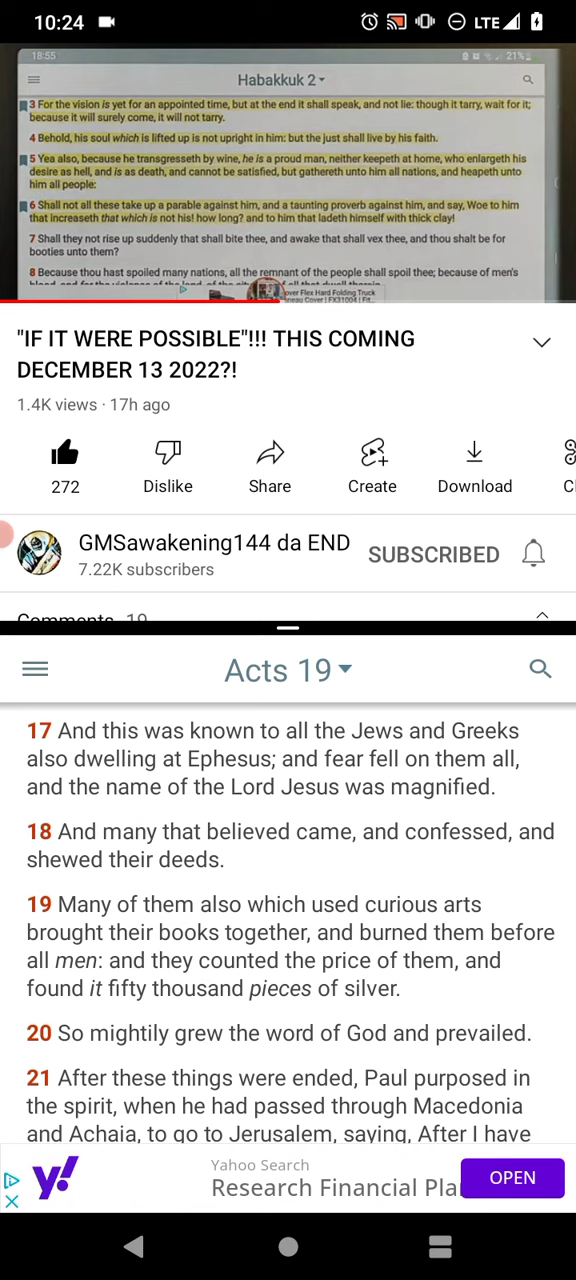 10:24
LTE
18:55
21%
Habakkuk 2
3 For the vision is yet for an appointed time, but at the end it shall speak, and not lie: though it tarry, wait for it;
because it will surely come, it will not tarry.
4 Behold, his soul which is lifted up is not upright in him: but the just shall live by his faith.
5 Yea also, because he transgresseth by wine, he is a proud man, neither keepeth at home, who enlargeth his
desire as hell, and is as death, and cannot be satisfied, but gathereth unto him all nations, and heapeth unto
him all people:
6 Shall not all these take up a parable against him, and a taunting proverb against him, and say, Woe to him
that increaseth that which is not his! how long? and to him that ladeth himself with thick clay!
7 Shall they not rise up suddenly that shall bite thee, and awake that shall vex thee, and thou shalt be for
booties unto them?
8 Because thou hast spoiled many nations, all the remnant of the people shall spoil thee; because of men's
over Flex Hard Folding Truck
neau Cover | FX31004 | Fit...
"IF IT WERE POSSIBLE"!!! THIS COMING
DECEMBER 13 2022?!
1.4K views · 17h ago
272
Dislike
Share
Create
Download
Cl
GMSawakening144 da END
SUBSCRIBED
7.22K subscribers
Comments 19
Acts 19
17 And this was known to all the Jews and Greeks
also dwelling at Ephesus; and fear fell on them all,
and the name of the Lord Jesus was magnified.
18 And many that believed came, and confessed, and
shewed their deeds.
19 Many of them also which used curious arts
brought their books together, and burned them before
all men: and they counted the price of them, and
found it fifty thousand pieces of silver.
20 So mightily grew the word of God and prevailed.
21 After these things were ended, Paul purposed in
the spirit, when he had passed through Macedonia
and Achaia, to go to Jerusalem, saying, After I have
y!
Yahoo Search
Research Financial Pla
OPEN